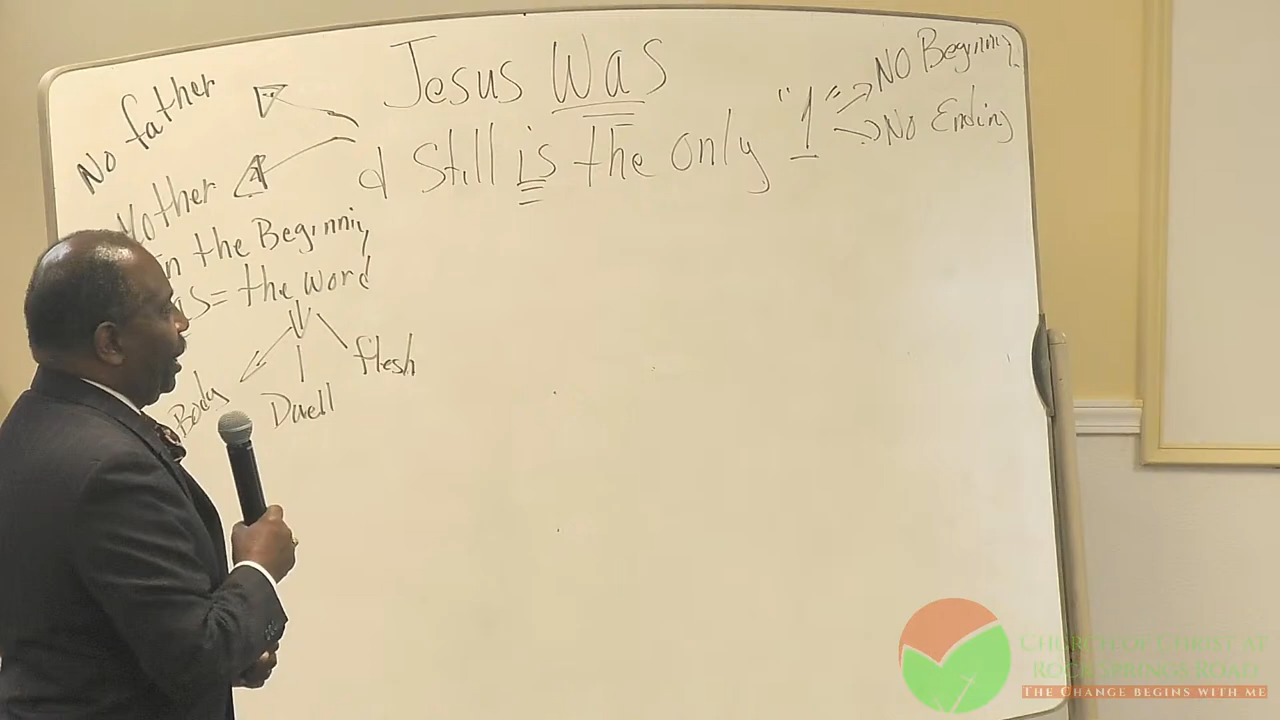 Jesus Was
& Still is the only "1"
NO Beginning
No Ending
No father
Mother
In the Beginning
was = the word
Body
Dwell
flesh
CHURCH OF CHRIST AT
ROCK SPRINGS ROAD
THE CHANGE BEGINS WITH ME